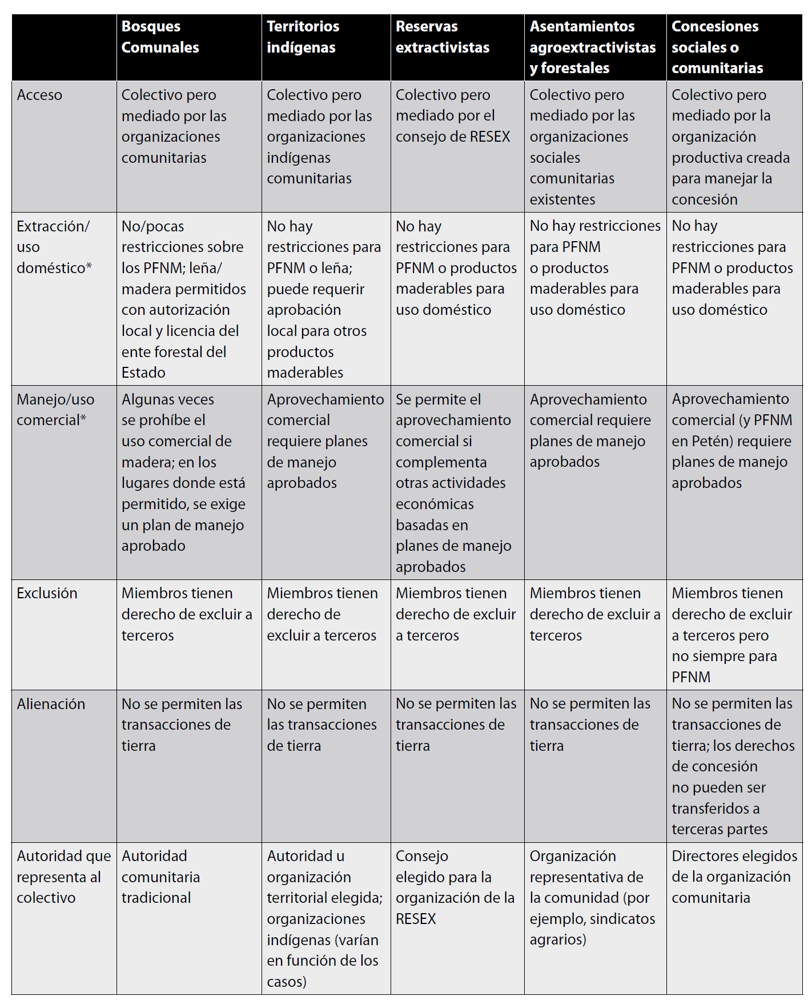 Bosques
Comunales
Territorios
indígenas
Reservas
extractivistas
Asentamientos
agroextractivistas
y forestales
Concesiones
sociales o
comunitarias
Acceso
Colectivo pero
mediado por las
organizaciones
comunitarias
Colectivo pero
mediado por las
organizaciones
indígenas
comunitarias
Colectivo pero
mediado por el
consejo de RESEX
Colectivo pero
mediado por las
organizaciones
sociales
comunitarias
existentes
Colectivo pero
mediado por la
organización
productiva creada
para manejar la
concesión
Extracción/
uso
doméstico*
No/pocas
restricciones sobre
los PFNM; leña/
madera permitidos
con autorización
local y licencia del
ente forestal del
Estado
No hay
restricciones para
PFNM o leña;
puede requerir
aprobación
local para otros
productos
maderables
No hay
restricciones para
PFNM o productos
maderables para
uso doméstico
No hay restricciones
para PFNM
o productos
maderables para
uso doméstico
No hay
restricciones para
PFNM o productos
maderables para
uso doméstico
Manejo/uso
comercial*
Algunas veces
se prohíbe el
uso comercial de
madera; en los
lugares donde está
permitido, se exige
un plan de manejo
aprobado
Aprovechamiento
comercial
requiere planes
de manejo
aprobados
Se permite el
aprovechamiento
comercial si
complementa
otras actividades
económicas
basadas en
planes de manejo
aprobados
Aprovechamiento
comercial requiere
planes de manejo
aprobados
Aprovechamiento
comercial (y PFNM
en Petén) requiere
planes de manejo
aprobados
Exclusión
Miembros tienen
derecho de excluir a
terceros
Miembros tienen
derecho de
excluir a terceros
Miembros tienen
derecho de excluir
a terceros
Miembros tienen
derecho de excluir a
terceros
Miembros tienen
derecho de excluir
a terceros pero
no siempre para
PFNM
Alienación
No se permiten las
transacciones de
tierra
No se permiten
las transacciones
de tierra
No se permiten las
transacciones de
tierra
No se permiten las
transacciones de
tierra
No se permiten las
transacciones de
tierra; los derechos
de concesión
no pueden ser
transferidos a
terceras partes
Autoridad que
representa al
colectivo
Autoridad
comunitaria
tradicional
Autoridad u
organización
territorial elegida;
organizaciones
indígenas (varían
en función de los
casos)
Consejo
elegido para la
organización de la
RESEX
Organización
representativa de
la comunidad (por
ejemplo, sindicatos
agrarios)
Directores elegidos
de la organización
comunitaria